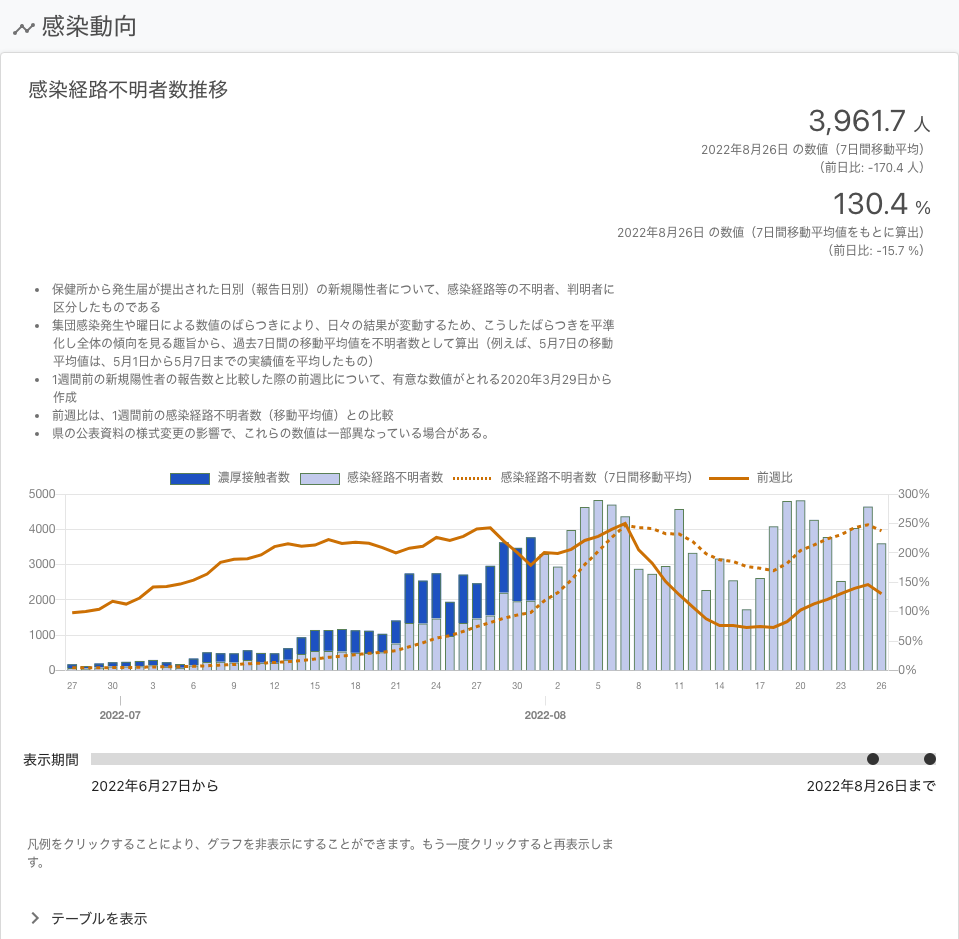 感染動向
感染経路不明者数推移
3,961.7 人
2022年8月26日 の数値（7日間移動平均）
（前日比: -170.4 人）
130.4 %
2022年8月26日 の数値（7日間移動平均値をもとに算出）
（前日比: -15.7 %）
• 保健所から発生届が提出された日別（報告日別）の新規陽性者について、感染経路等の不明者、判明者に
区分したものである
• 集団感染発生や曜日による数値のばらつきにより、日々の結果が変動するため、こうしたばらつきを平準
化し全体の傾向を見る趣旨から、過去7日間の移動平均値を不明者数として算出（例えば、5月7日の移動
平均値は、5月1日から5月7日までの実績値を平均したもの）
• 1週間前の新規陽性者の報告数と比較した際の前週比について、有意な数値がとれる2020年3月29日から
作成
• 前週比は、1週間前の感染経路不明者数（移動平均値）との比較
• 県の公表資料の様式変更の影響で、これらの数値は一部異なっている場合がある。
濃厚接触者数 感染経路不明者数 感染経路不明者数（7日間移動平均） 前週比
5000 300%
250%
4000
200%
3000
150%
2000
100%
1000
50%
0 0%
27 30 3 6 9 12 15 18 21 24 27 30 2 5 8 11 14 17 20 23 26
2022-07 2022-08
表示期間
2022年6月27日から 2022年8月26日まで
凡例をクリックすることにより、グラフを非表示にすることができます。もう一度クリックすると再表示しま
す。
テーブルを表示